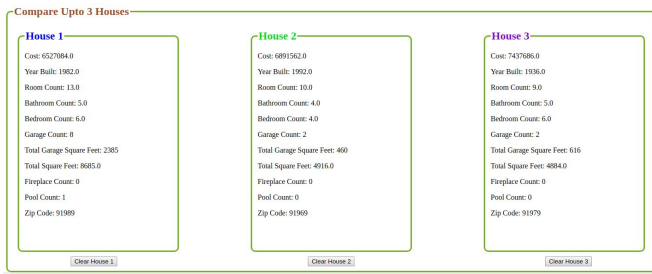 Compare Upto 3 Houses
House 1
Cost: 6527084.0
Year Built: 1982.0
Room Count: 13.0
Bathroom Count: 5.0
Bedroom Count: 6.0
Garage Count: 8
Total Garage Square Feet: 2385
Total Square Feet: 8685.0
Fireplace Count: 0
Pool Count: 1
Zip Code: 91989
Clear House 1
House 2
Cost: 6891562.0
Year Built: 1992.0
Room Count: 10.0
Bathroom Count: 4.0
Bedroom Count: 4.0
Garage Count: 2
Total Garage Square Feet: 460
Total Square Feet: 4916.0
Fireplace Count: 0
Pool Count: 0
Zip Code: 91969
Clear House 2
House 3
Cost: 7437686.0
Year Built: 1936.0
Room Count: 9.0
Bathroom Count: 5.0
Bedroom Count: 6.0
Garage Count: 2
Total Garage Square Feet: 616
Total Square Feet: 4884.0
Fireplace Count: 0
Pool Count: 0
Zip Code: 91979
Clear House 3